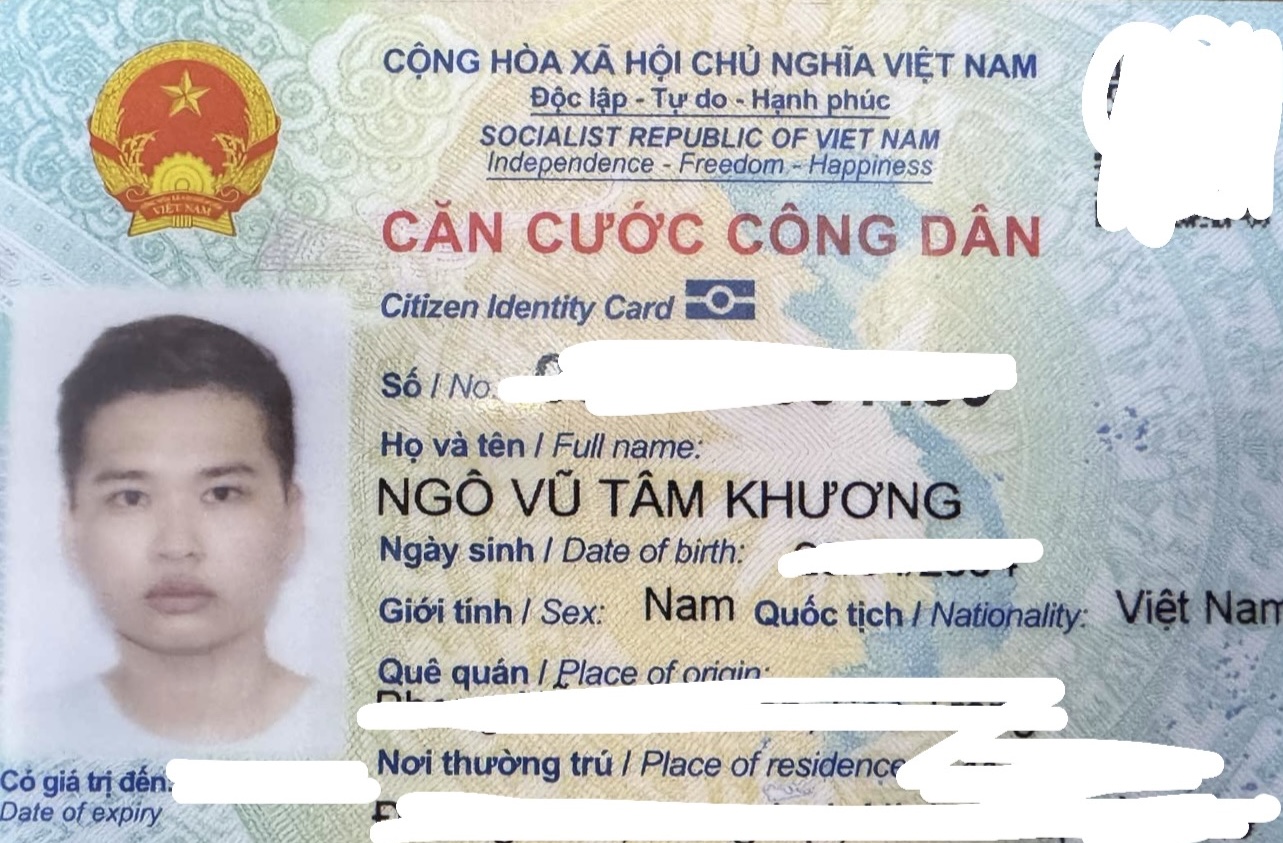 CỘNG HÒA XÃ HỘI CHỦ NGHĨA VIỆT NAM
Độc lập - Tự do - Hạnh phúc
SOCIALIST REPUBLIC OF VIET NAM
Independence - Freedom - Happiness
VIỆT NAM
CĂN CƯỚC CÔNG DÂN
Citizen Identity Card
Số / No.
Họ và tên / Full name:
NGÔ VŨ TÂM KHƯƠNG
Ngày sinh / Date of birth:
Giới tính / Sex: Nam Quốc tịch / Nationality: Việt Nam
Quê quán / Place of origin:
Nơi thường trú / Place of residence
Có giá trị đến:
Date of expiry